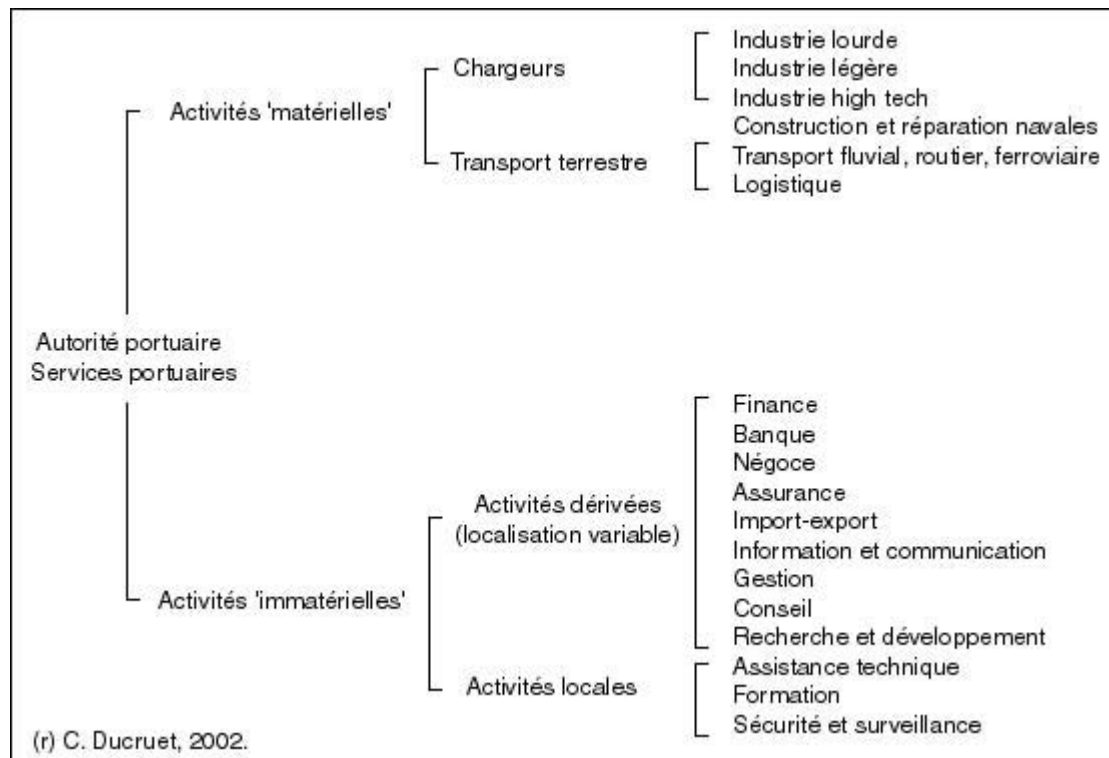 Industrie lourde
Chargeurs
Industrie légère
Activités 'matérielles'
Industrie high tech
Construction et réparation navales
Transport terrestre
Transport fluvial, routier, ferroviaire
Logistique
Autorité portuaire
Services portuaires
Finance
Banque
Négoce
Activités dérivées
(localisation variable)
Assurance
Import-export
Information et communication
Activités 'immatérielles'
Gestion
Conseil
Recherche et développement
Activités locales
Assistance technique
Formation
Sécurité et surveillance
(r) C. Ducruet, 2002.